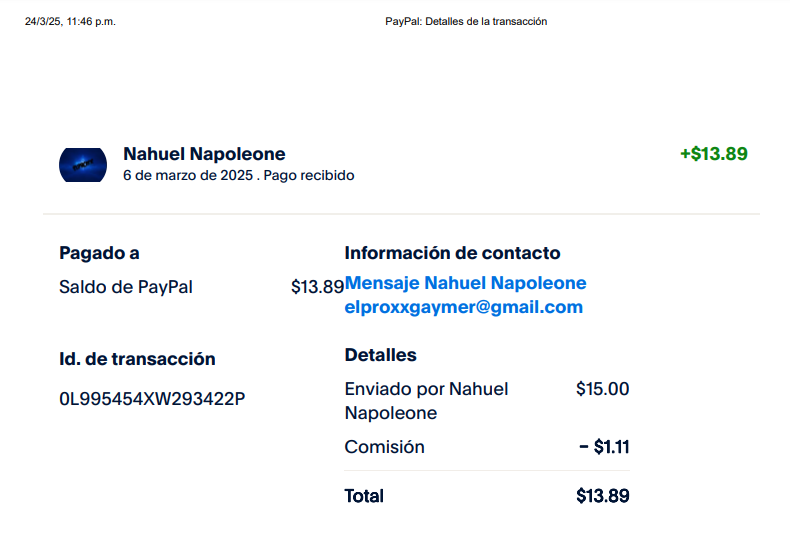 24/3/25, 11:46 p.m.
PayPal: Detalles de la transacción
Nahuel Napoleone
+$13.89
6 de marzo de 2025 . Pago recibido
Pagado a
Saldo de PayPal $13.89
Id. de transacción
0L995454XW293422P
Información de contacto
Mensaje Nahuel Napoleone
elproxxgaymer@gmail.com
Detalles
Enviado por Nahuel $15.00
Napoleone
Comisión − $1.11
Total $13.89